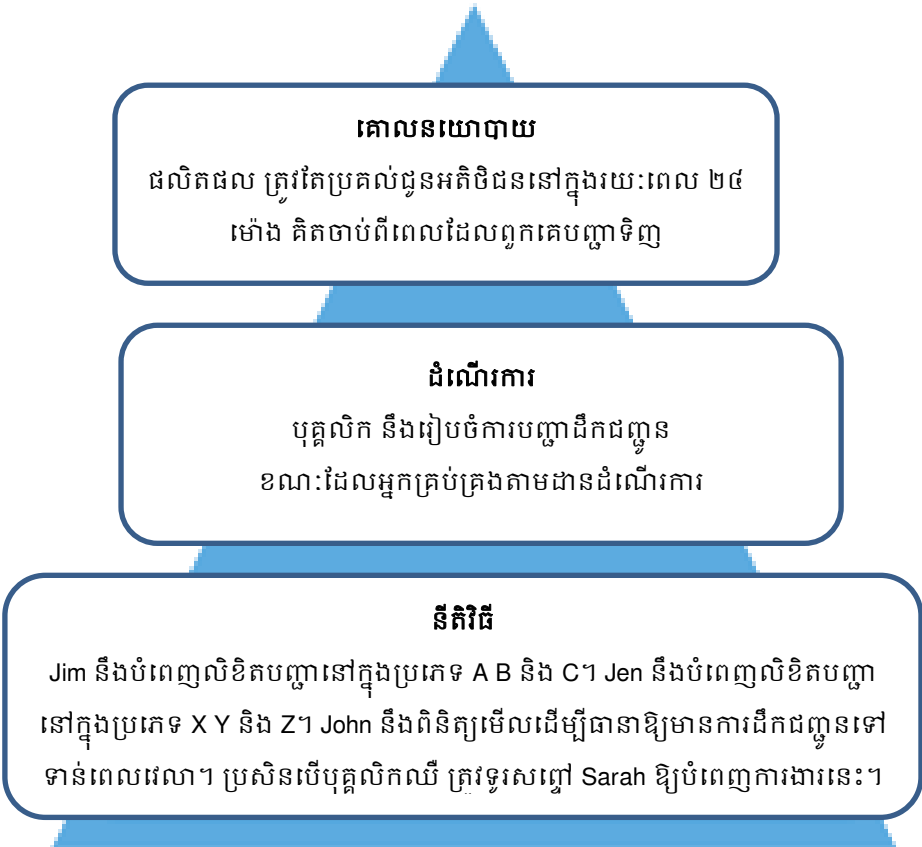 គោលនយោបាយ
ផលិតផល ត្រូវតែប្រគល់ជូនអតិថិជននៅក្នុងរយៈពេល ២៤
ម៉ោង គិតចាប់ពីពេលដែលពួកគេបញ្ជាទិញ
ដំណើរការ
បុគ្គលិក នឹងរៀបចំការបញ្ជាដឹកជញ្ជូន
ខណៈដែលអ្នកគ្រប់គ្រងតាមដានដំណើរការ
នីតិវិធី
Jim នឹងបំពេញលិខិតបញ្ជានៅក្នុងប្រភេទ A B និង C។ Jen នឹងបំពេញលិខិតបញ្ជា
នៅក្នុងប្រភេទ X Y និង Z។ John នឹងពិនិត្យមើលដើម្បីធានាឱ្យមានការដឹកជញ្ជូនទៅ
ទាន់ពេលវេលា។ ប្រសិនបើបុគ្គលិកឈឺ ត្រូវទូរសព្ទៅ Sarah ឱ្យបំពេញការងារនេះ។